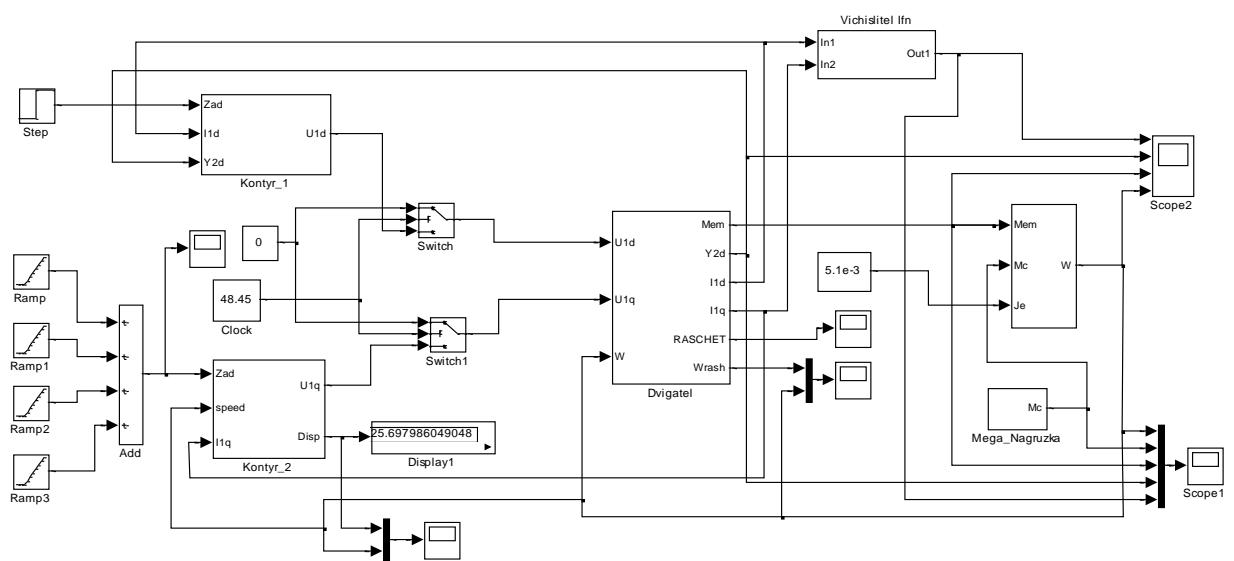 Vichislitel Ifn
In1
In2
Out1
Step
Zad
I1d
Y2d
U1d
Kontyr_1
Scope2
0
Switch
48.45
Clock
Switch1
Ramp
Ramp1
Ramp2
Ramp3
Add
Zad
speed
I1q
U1q
Disp
Kontyr_2
25.697986049048
Display1
U1d
U1q
W
Mem
Y2d
I1d
I1q
RASCHET
Wrash
Dvigatel
5.1e-3
Mem
Mc
Je
W
Mc
Mega_Nagruzka
Scope1